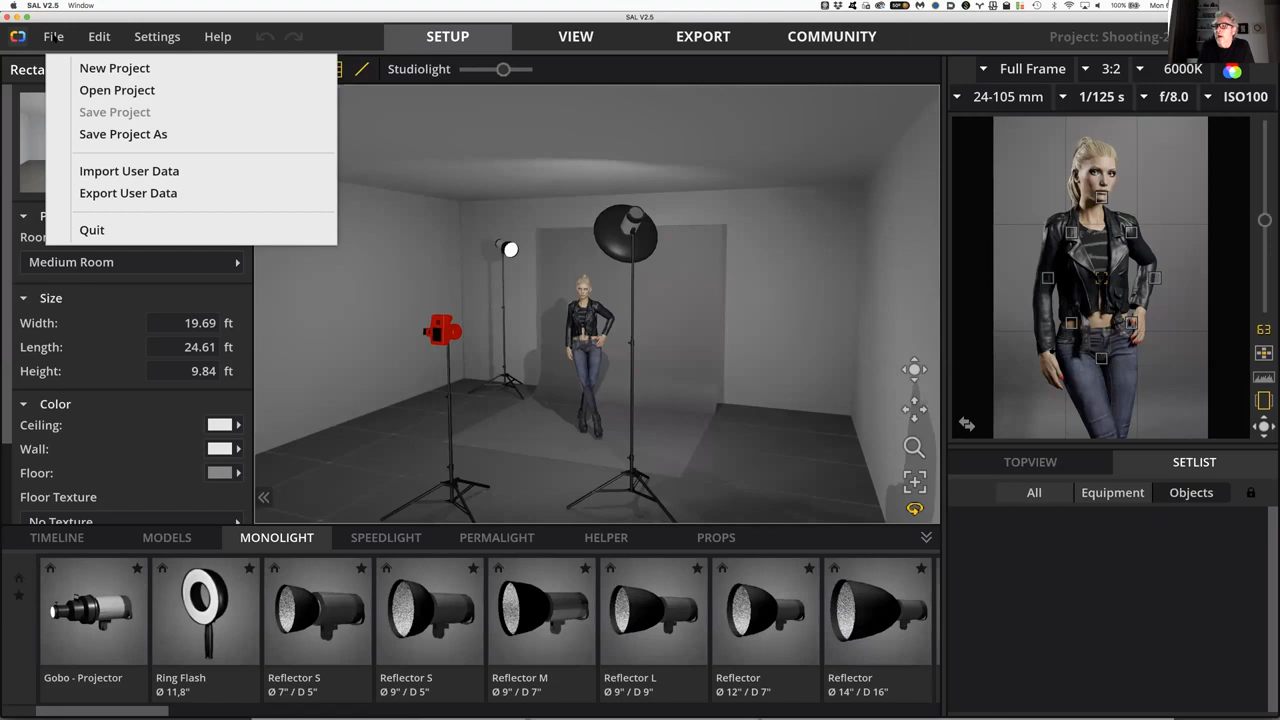 SAL V2.5 Window
100% Mon
SAL V2.5
File Edit Settings Help SETUP VIEW EXPORT COMMUNITY Project: Shooting-2
New Project
Open Project
Save Project
Save Project As
Import User Data
Export User Data
Quit
Recta
Studiolight
Full Frame 3:2 6000K
24-105 mm 1/125 s f/8.0 ISO100
Medium Room
Size
Width: 19.69 ft
Length: 24.61 ft
Height: 9.84 ft
Color
Ceiling:
Wall:
Floor:
Floor Texture
No Texture
63
TOPVIEW SETLIST
All Equipment Objects
TIMELINE MODELS MONOLIGHT SPEEDLIGHT PERMALIGHT HELPER PROPS
Gobo - Projector
Ring Flash
Ø 11,8"
Reflector S
Ø 7" / D 5"
Reflector S
Ø 9" / D 5"
Reflector M
Ø 9" / D 7"
Reflector L
Ø 9" / D 9"
Reflector
Ø 12" / D 7"
Reflector
Ø 14" / D 16"